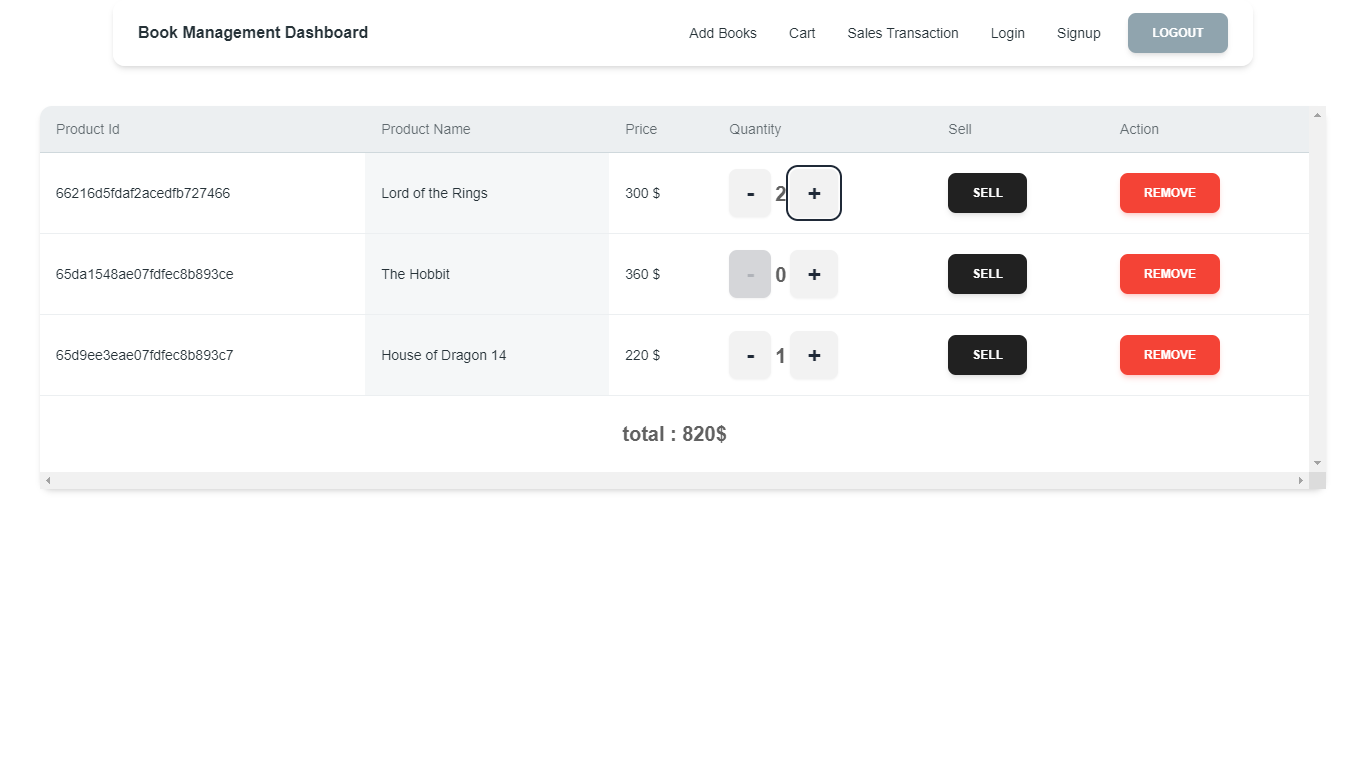 Book Management Dashboard Add Books Cart Sales Transaction Login Signup LOGOUT
Product Id Product Name Price Quantity Sell Action
66216d5fdaf2acedfb727466 Lord of the Rings 300 $ - 2 + SELL REMOVE
65da1548ae07fdfec8b893ce The Hobbit 360 $ - 0 + SELL REMOVE
65d9ee3eae07fdfec8b893c7 House of Dragon 14 220 $ - 1 + SELL REMOVE
total : 820$